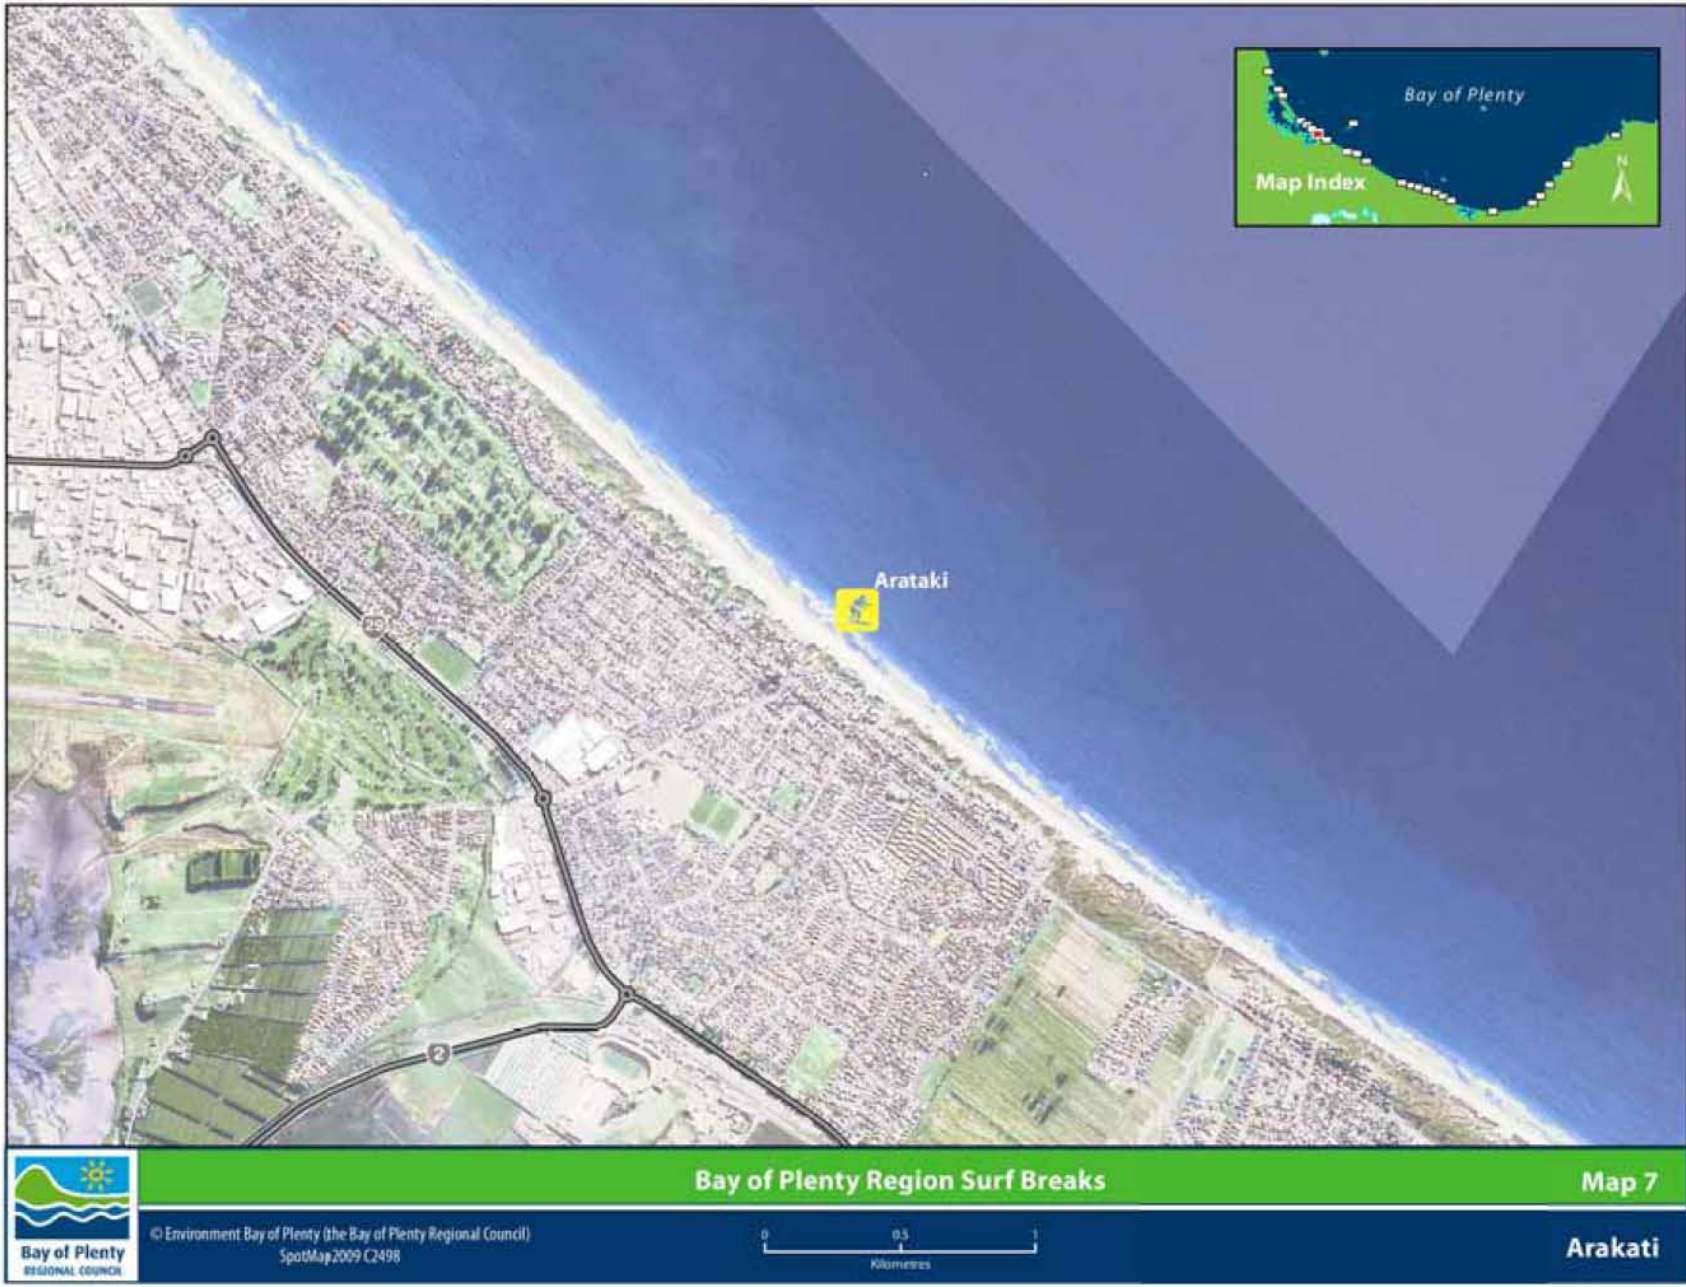 Bay of Plenty
Map Index
N
Arataki
29
2
Bay of Plenty Region Surf Breaks
Map 7
© Environment Bay of Plenty (the Bay of Plenty Regional Council)
SpotMap2009 C2498
0 0.5 1
Kilometres
Arakati
Bay of Plenty
REGIONAL COUNCIL